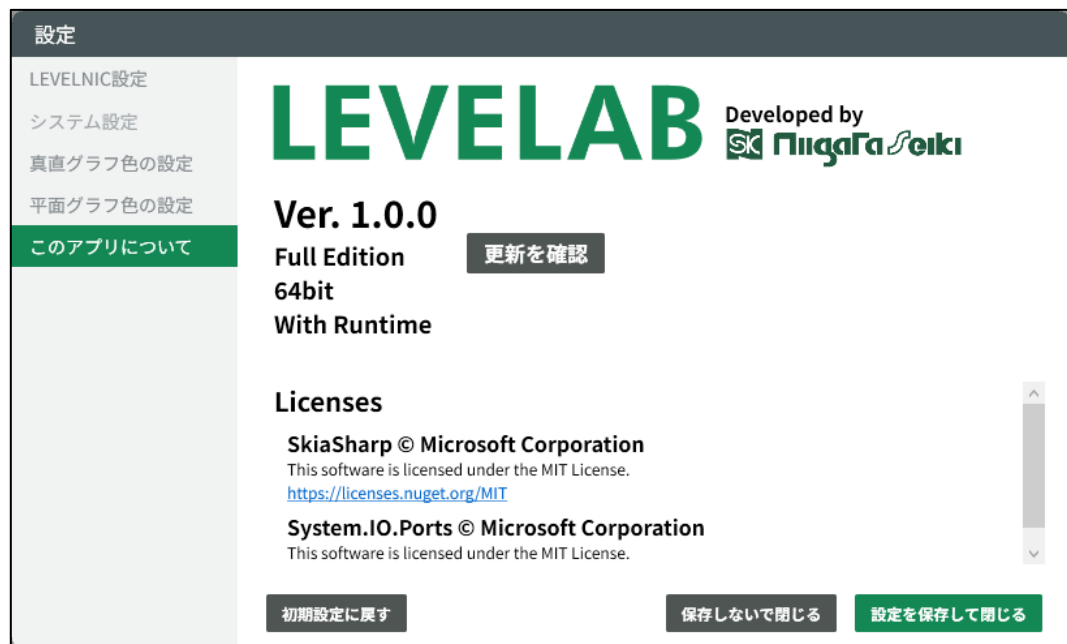 設定
LEVELNIC設定
システム設定
真直グラフ色の設定
平面グラフ色の設定
このアプリについて
LEVELAB
Developed by
SK Niigata Seiki
Ver. 1.0.0
Full Edition
64bit
With Runtime
更新を確認
Licenses
SkiaSharp © Microsoft Corporation
This software is licensed under the MIT License.
https://licenses.nuget.org/MIT
System.IO.Ports © Microsoft Corporation
This software is licensed under the MIT License.
初期設定に戻す
保存しないで閉じる
設定を保存して閉じる